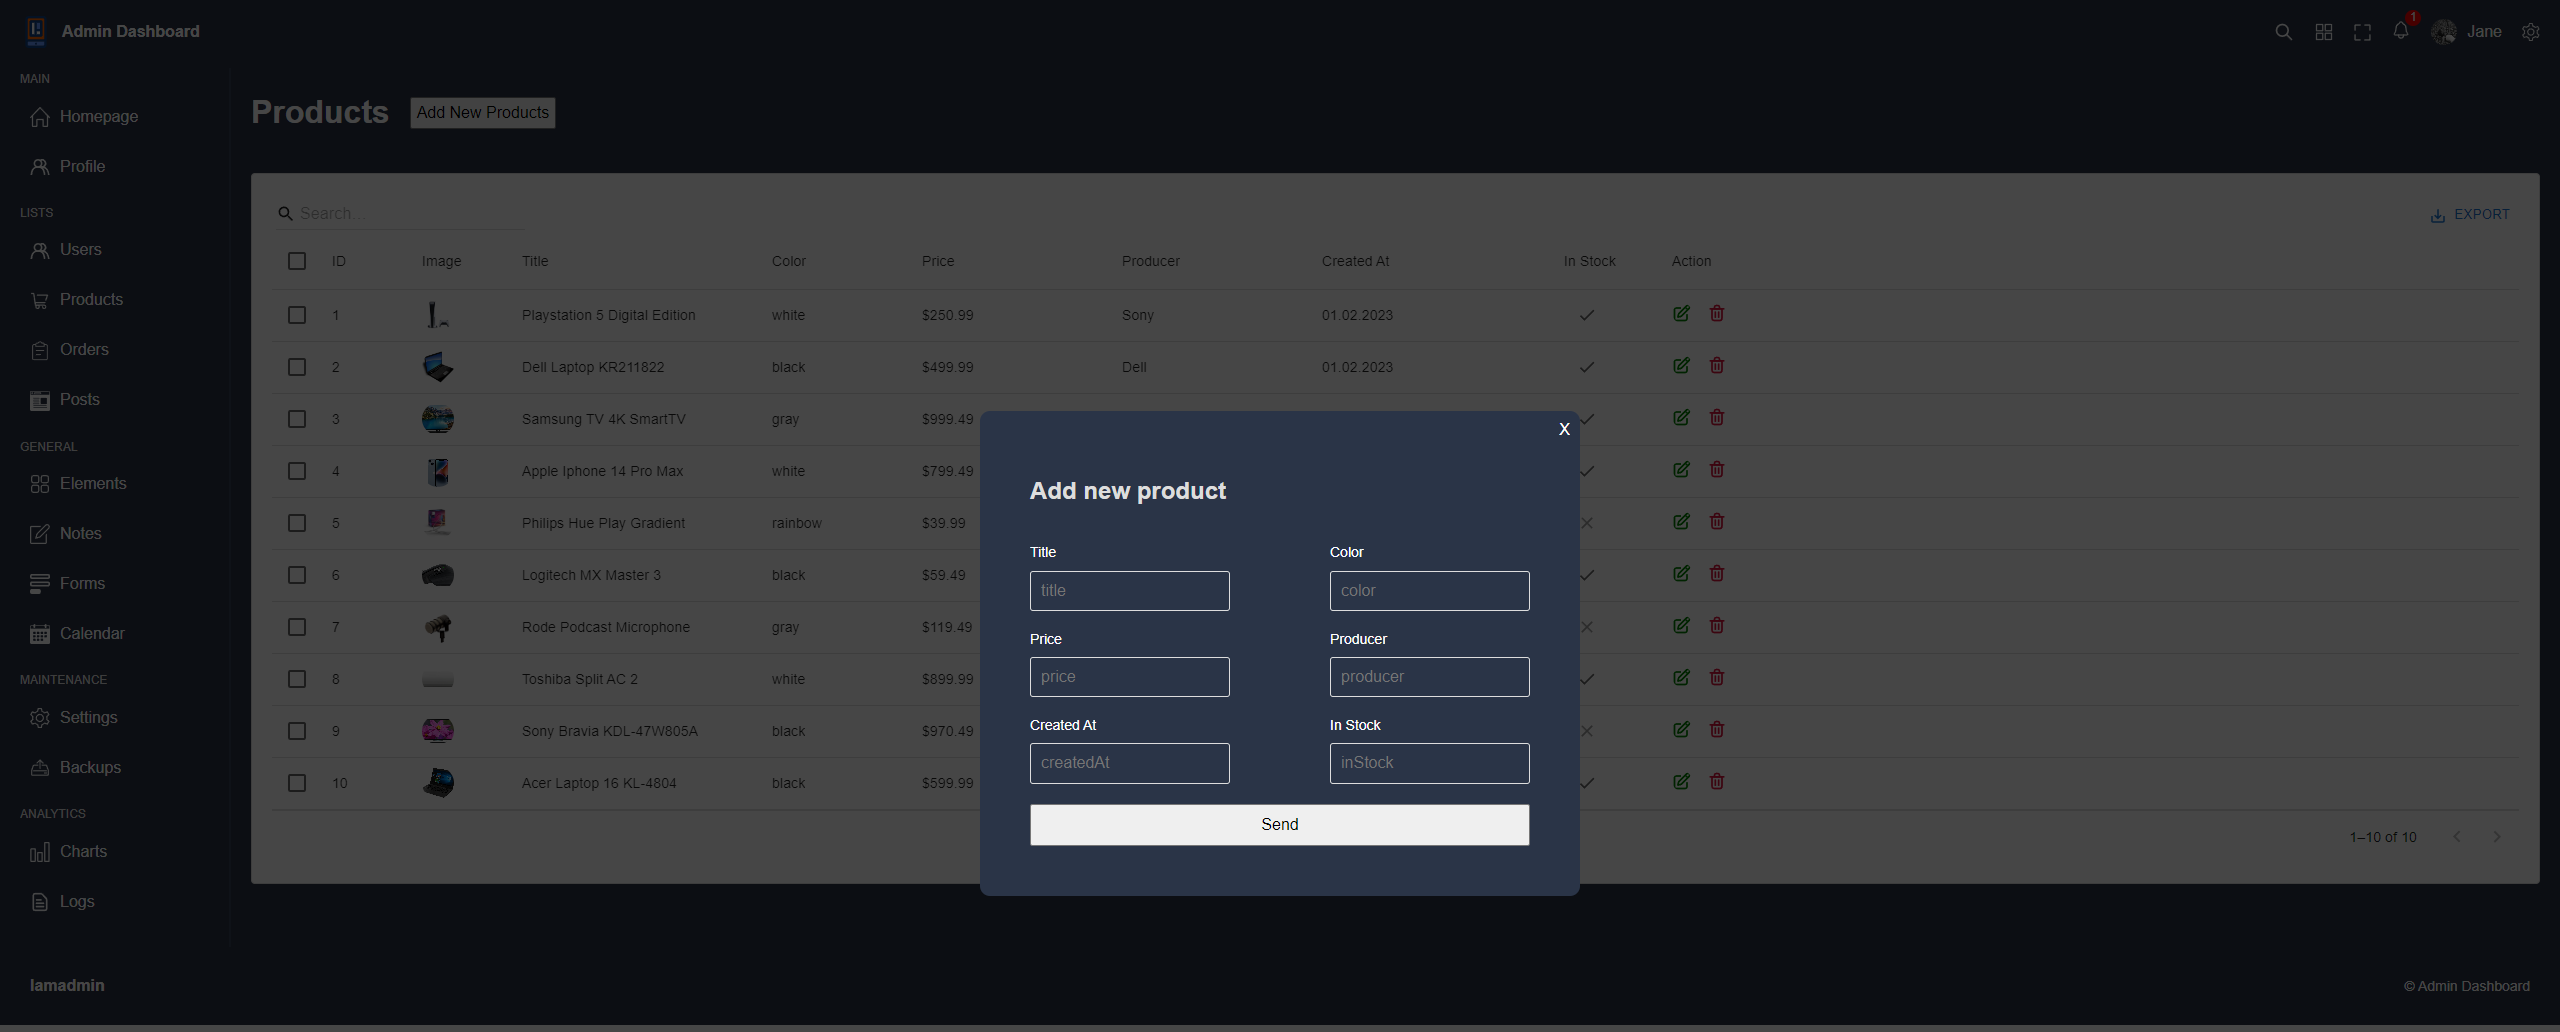 Admin Dashboard
1
Jane
MAIN
Homepage
Profile
LISTS
Users
Products
Orders
Posts
GENERAL
Elements
Notes
Forms
Calendar
MAINTENANCE
Settings
Backups
ANALYTICS
Charts
Logs
Products Add New Products
Search...
EXPORT
ID Image Title Color Price Producer Created At In Stock Action
1 Playstation 5 Digital Edition white $250.99 Sony 01.02.2023
2 Dell Laptop KR211822 black $499.99 Dell 01.02.2023
3 Samsung TV 4K SmartTV gray $999.49
4 Apple Iphone 14 Pro Max white $799.49
5 Philips Hue Play Gradient rainbow $39.99
6 Logitech MX Master 3 black $59.49
7 Rode Podcast Microphone gray $119.49
8 Toshiba Split AC 2 white $899.99
9 Sony Bravia KDL-47W805A black $970.49
10 Acer Laptop 16 KL-4804 black $599.99
1–10 of 10
X
Add new product
Title Color
title color
Price Producer
price producer
Created At In Stock
createdAt inStock
Send
lamadmin
© Admin Dashboard